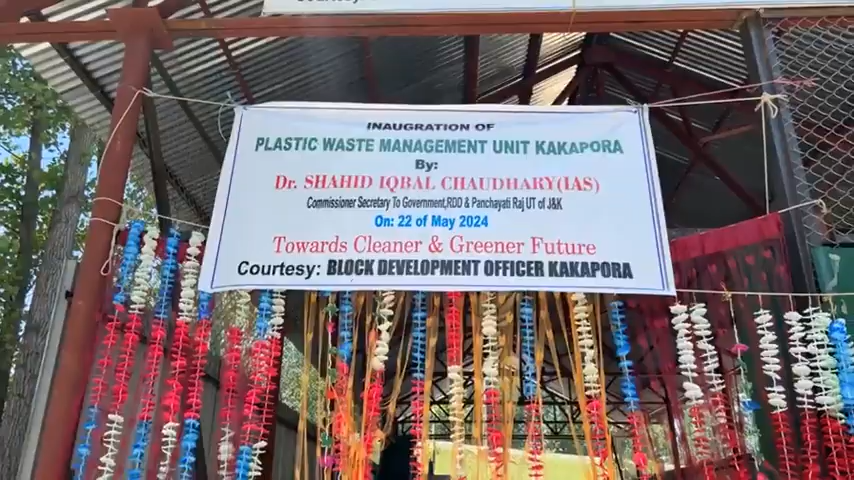 INAUGRATION OF
PLASTIC WASTE MANAGEMENT UNIT KAKAPORA
By:
Dr. SHAHID IQBAL CHAUDHARY(IAS)
Commissioner Secretary To Government,RDD & Panchayati Raj UT of J&K
On: 22 of May 2024
Towards Cleaner & Greener Future
Courtesy: BLOCK DEVELOPMENT OFFICER KAKAPORA